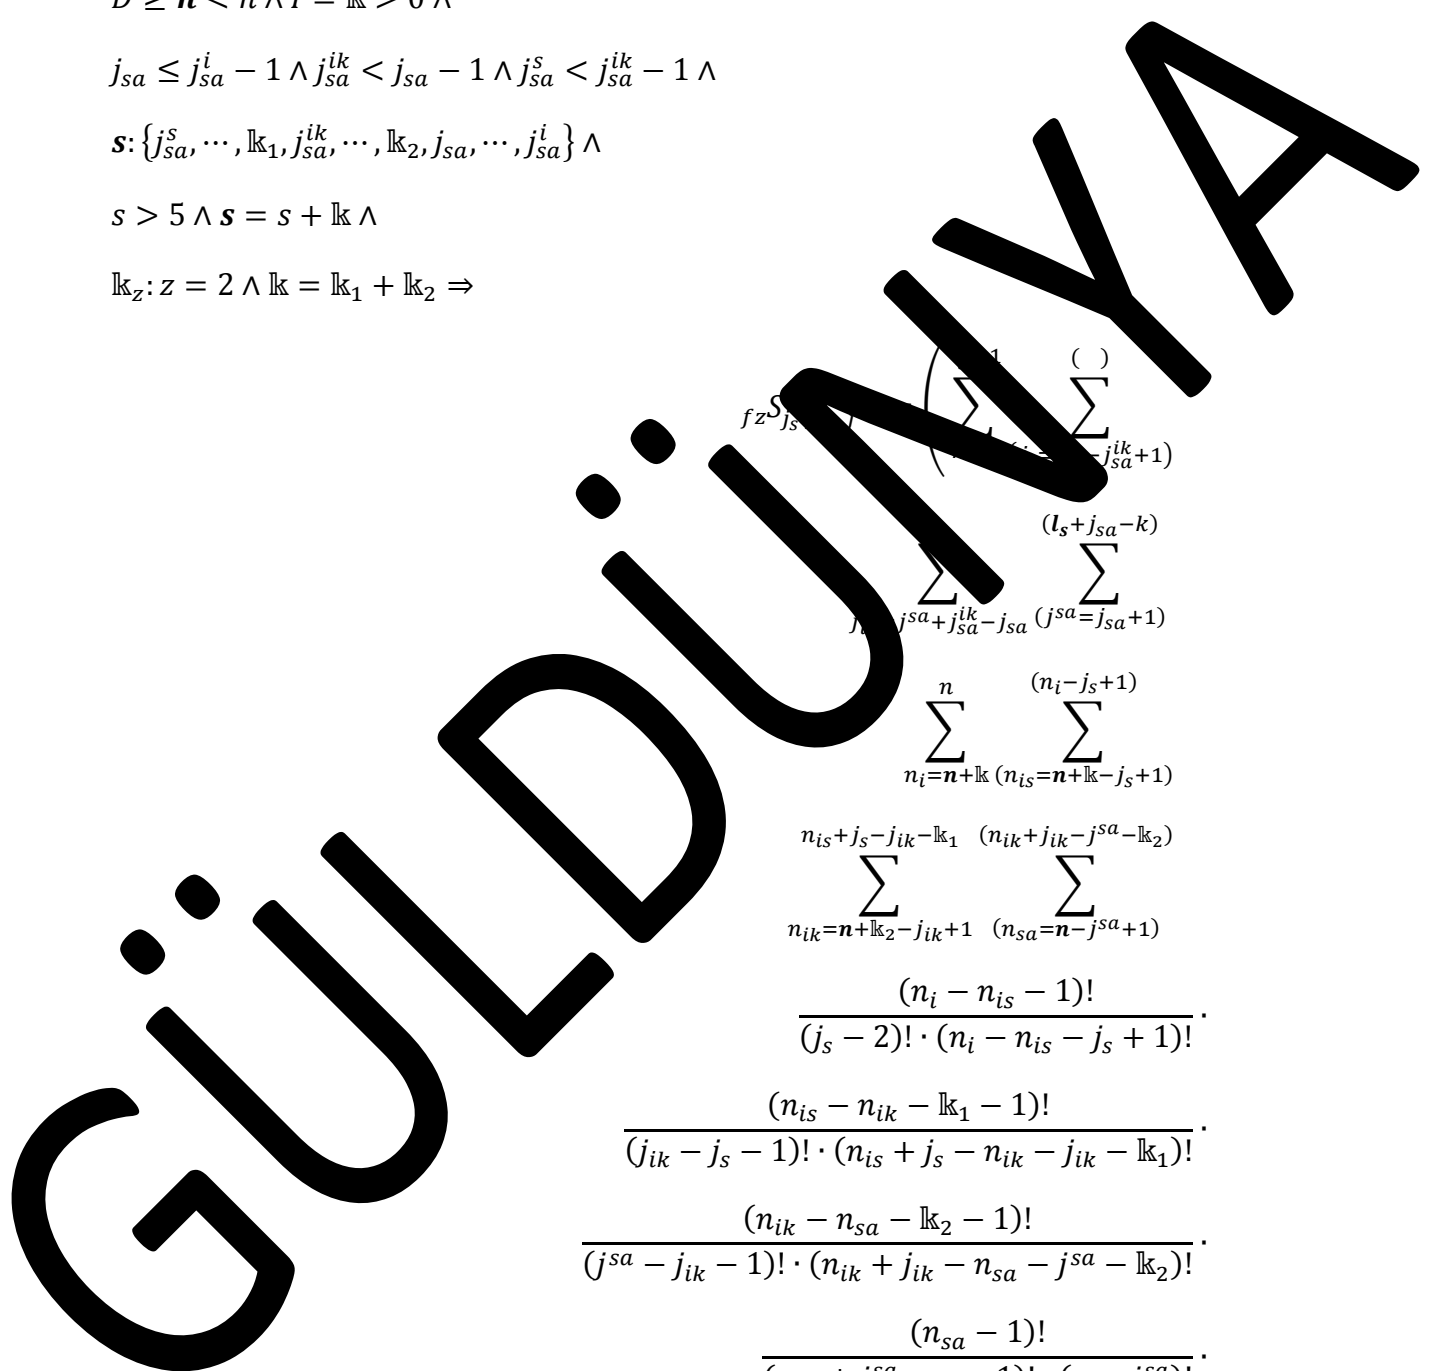 D ≥ 𝒏 < n ∧ I = 𝕜 > 0 ∧
j_{sa} ≤ j_{sa}^{i} − 1 ∧ j_{sa}^{ik} < j_{sa} − 1 ∧ j_{sa}^{s} < j_{sa}^{ik} − 1 ∧
𝒔: {j_{sa}^{s}, ⋯, 𝕜_1, j_{sa}^{ik}, ⋯, 𝕜_2, j_{sa}, ⋯, j_{sa}^{i}} ∧
s > 5 ∧ 𝒔 = s + 𝕜 ∧
𝕜_z: z = 2 ∧ 𝕜 = 𝕜_1 + 𝕜_2 ⇒
( )
_{fz}S ( ∑ ∑
−j_{sa}^{ik}+1)
(𝒍_𝒔+j_{sa}−k)
∑ ∑
j^{sa}+j_{sa}^{ik}−j_{sa} (j^{sa}=j_{sa}+1)
n (n_i−j_s+1)
∑ ∑
n_i=𝒏+𝕜 (n_{is}=𝒏+𝕜−j_s+1)
n_{is}+j_s−j_{ik}−𝕜_1 (n_{ik}+j_{ik}−j^{sa}−𝕜_2)
∑ ∑
n_{ik}=𝒏+𝕜_2−j_{ik}+1 (n_{sa}=𝒏−j^{sa}+1)
(n_i − n_{is} − 1)!
(j_s − 2)! · (n_i − n_{is} − j_s + 1)! ·
(n_{is} − n_{ik} − 𝕜_1 − 1)!
(j_{ik} − j_s − 1)! · (n_{is} + j_s − n_{ik} − j_{ik} − 𝕜_1)! ·
(n_{ik} − n_{sa} − 𝕜_2 − 1)!
(j^{sa} − j_{ik} − 1)! · (n_{ik} + j_{ik} − n_{sa} − j^{sa} − 𝕜_2)! ·
(n_{sa} − 1)!
GÜLDÜNYA